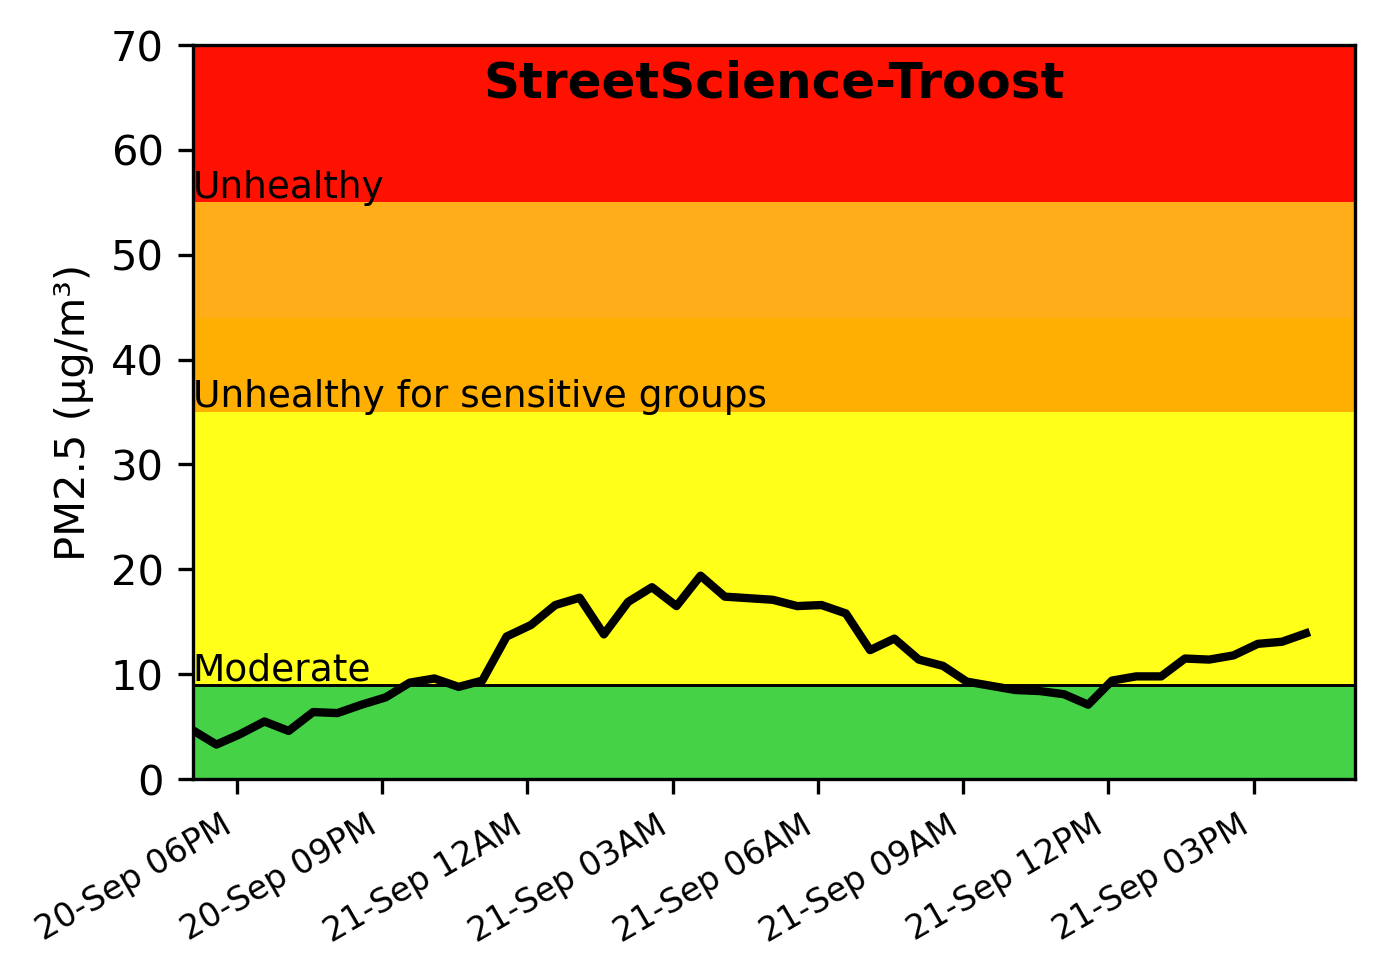 StreetScience-Troost
70
60
Unhealthy
50
40
Unhealthy for sensitive groups
30
20
Moderate
10
0
PM2.5 (µg/m³)
20-Sep 06PM
20-Sep 09PM
21-Sep 12AM
21-Sep 03AM
21-Sep 06AM
21-Sep 09AM
21-Sep 12PM
21-Sep 03PM